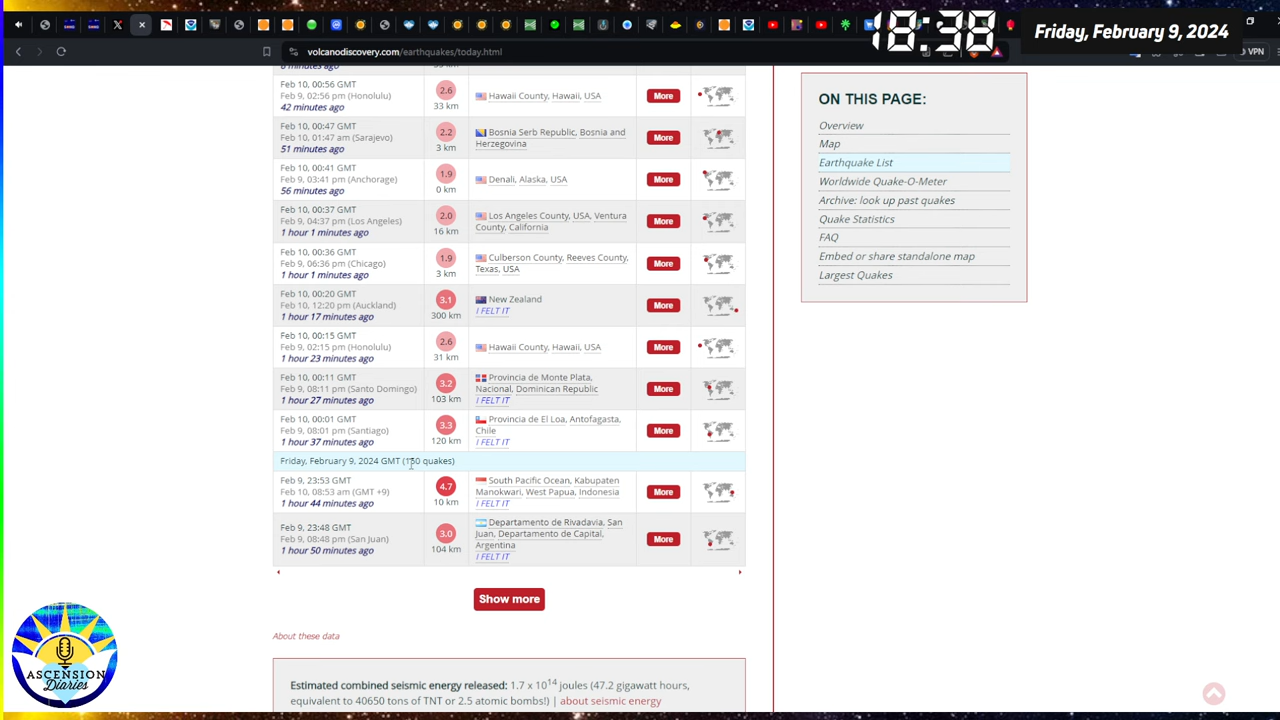 18:38
Friday, February 9, 2024
volcanodiscovery.com/earthquakes/today.html
VPN
Feb 10, 00:56 GMT
Feb 9, 02:56 pm (Honolulu)
42 minutes ago
2.6
33 km
Hawaii County, Hawaii, USA
More
Feb 10, 00:47 GMT
Feb 10, 01:47 am (Sarajevo)
51 minutes ago
2.2
3 km
Bosnia Serb Republic, Bosnia and
Herzegovina
More
Feb 10, 00:41 GMT
Feb 9, 03:41 pm (Anchorage)
56 minutes ago
1.9
0 km
Denali, Alaska, USA
More
Feb 10, 00:37 GMT
Feb 9, 04:37 pm (Los Angeles)
1 hour 1 minutes ago
2.0
16 km
Los Angeles County, USA, Ventura
County, California
More
Feb 10, 00:36 GMT
Feb 9, 06:36 pm (Chicago)
1 hour 1 minutes ago
1.9
3 km
Culberson County, Reeves County,
Texas, USA
More
Feb 10, 00:20 GMT
Feb 10, 12:20 pm (Auckland)
1 hour 17 minutes ago
3.1
300 km
New Zealand
I FELT IT
More
Feb 10, 00:15 GMT
Feb 9, 02:15 pm (Honolulu)
1 hour 23 minutes ago
2.6
31 km
Hawaii County, Hawaii, USA
More
Feb 10, 00:11 GMT
Feb 9, 08:11 pm (Santo Domingo)
1 hour 27 minutes ago
3.2
103 km
Provincia de Monte Plata,
Nacional, Dominican Republic
I FELT IT
More
Feb 10, 00:01 GMT
Feb 9, 08:01 pm (Santiago)
1 hour 37 minutes ago
3.3
120 km
Provincia de El Loa, Antofagasta,
Chile
I FELT IT
More
Friday, February 9, 2024 GMT (150 quakes)
Feb 9, 23:53 GMT
Feb 10, 08:53 am (GMT +9)
1 hour 44 minutes ago
4.7
10 km
South Pacific Ocean, Kabupaten
Manokwari, West Papua, Indonesia
I FELT IT
More
Feb 9, 23:48 GMT
Feb 9, 08:48 pm (San Juan)
1 hour 50 minutes ago
3.0
104 km
Departamento de Rivadavia, San
Juan, Departamento de Capital,
Argentina
I FELT IT
More
Show more
About these data
Estimated combined seismic energy released: 1.7 x 10^14 joules (47.2 gigawatt hours,
equivalent to 40650 tons of TNT or 2.5 atomic bombs!) | about seismic energy
ON THIS PAGE:
Overview
Map
Earthquake List
Worldwide Quake-O-Meter
Archive: look up past quakes
Quake Statistics
FAQ
Embed or share standalone map
Largest Quakes
ASCENSION
Diaries